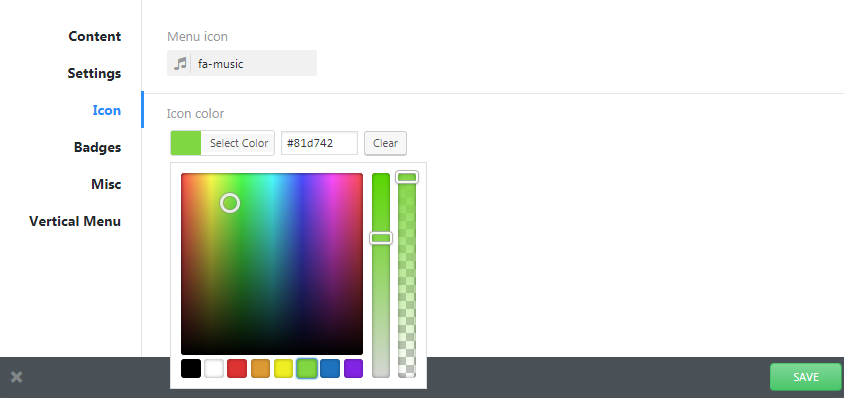 Content
Settings
Icon
Badges
Misc
Vertical Menu
Menu icon
fa-music
Icon color
Select Color #81d742 Clear
SAVE